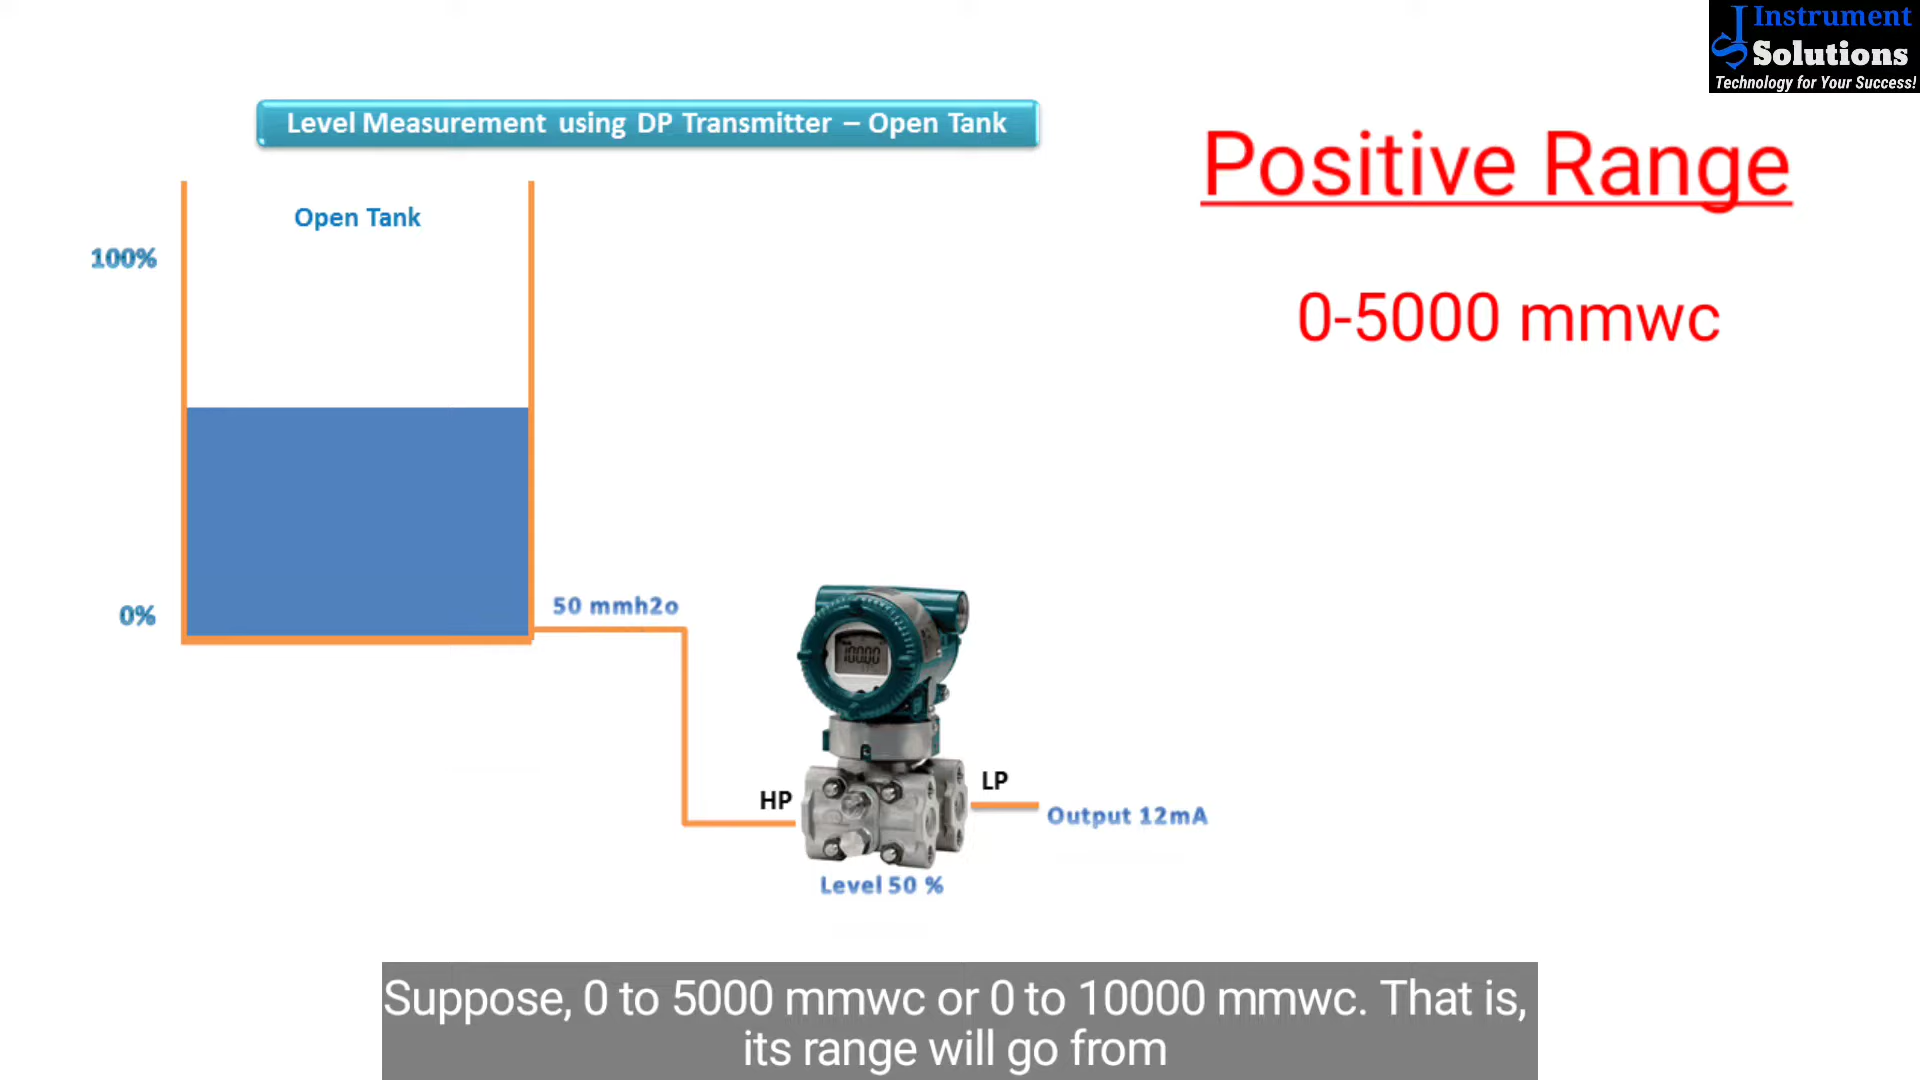 Instrument
Solutions
Technology for Your Success!
Level Measurement using DP Transmitter – Open Tank
Positive Range
Open Tank
100%
0-5000 mmwc
0%
50 mmh2o
100.00
HP
LP
Output 12mA
Level 50 %
Suppose, 0 to 5000 mmwc or 0 to 10000 mmwc. That is,
its range will go from